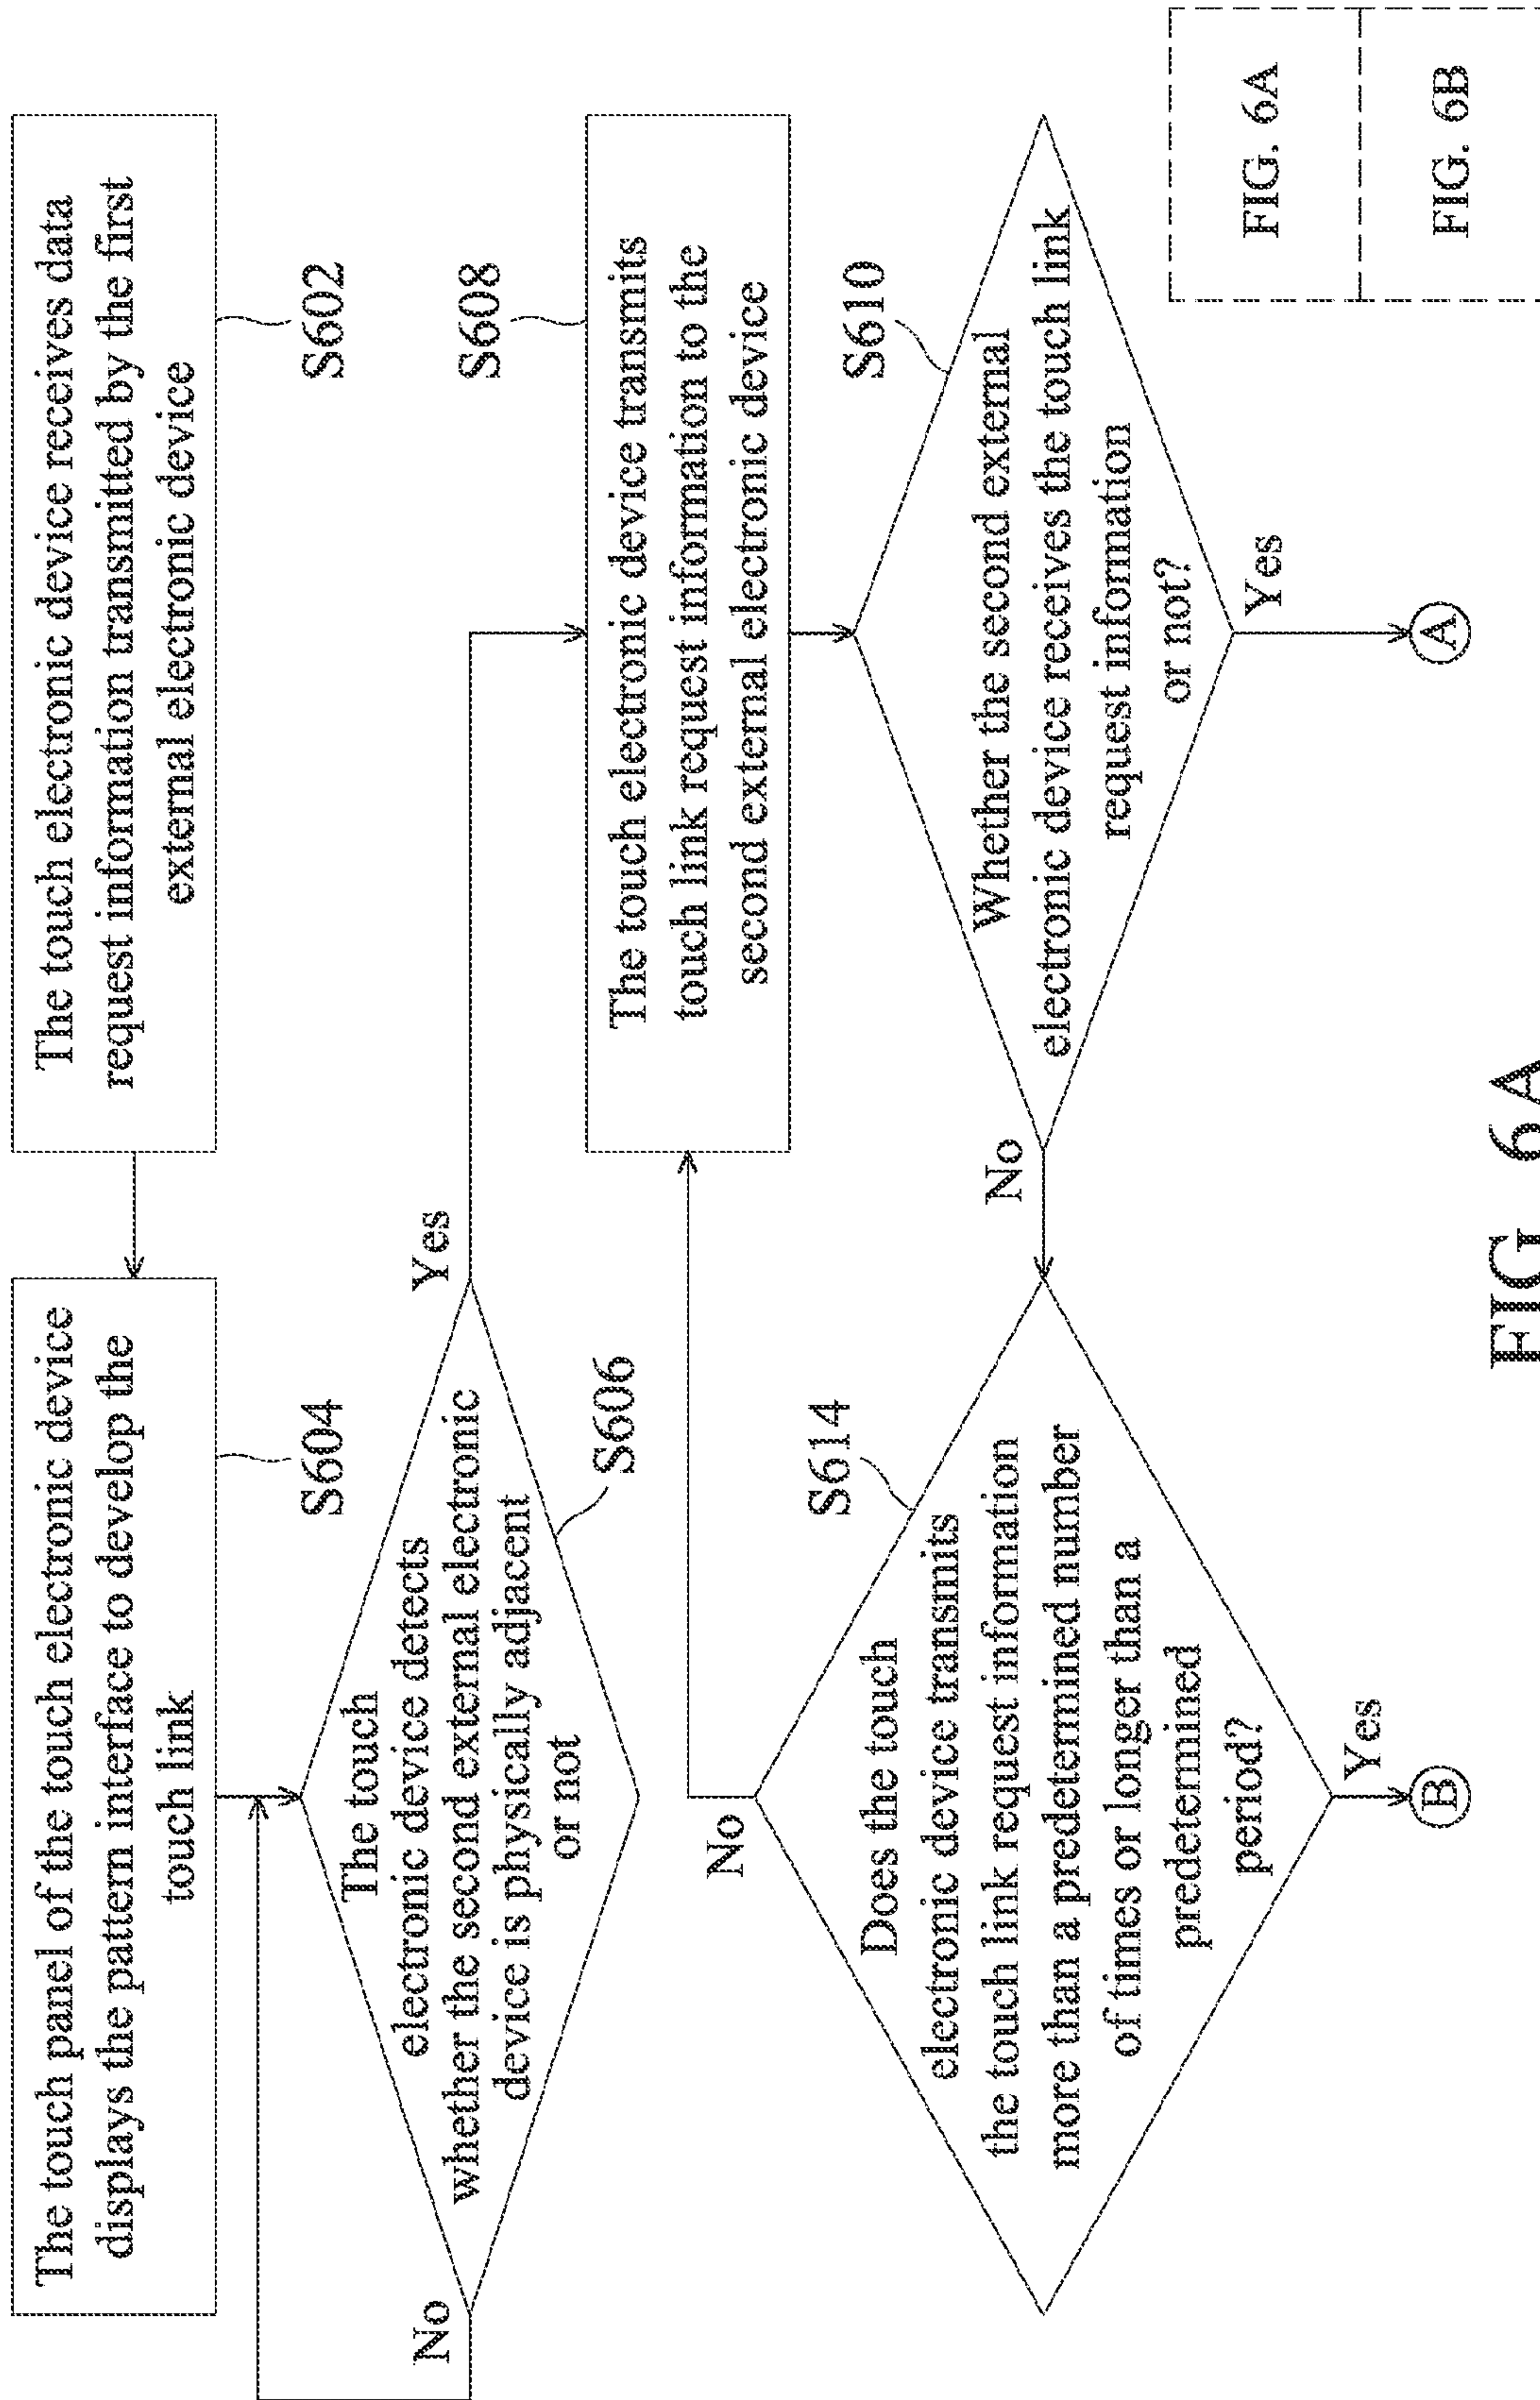 The touch electronic device receives data
request information transmitted by the first
external electronic device
S602
The touch panel of the touch electronic device
displays the pattern interface to develop the
touch link
S604
The touch
electronic device detects
whether the second external electronic
device is physically adjacent
or not
S606
No
Yes
S608
The touch electronic device transmits
touch link request information to the
second external electronic device
S610
Whether the second external
electronic device receives the touch link
request information
or not?
Yes
A
No
S614
Does the touch
electronic device transmits
the touch link request information
more than a predetermined number
of times or longer than a
predetermined
period?
No
Yes
B
FIG. 6A
FIG. 6B
FIG. 6A